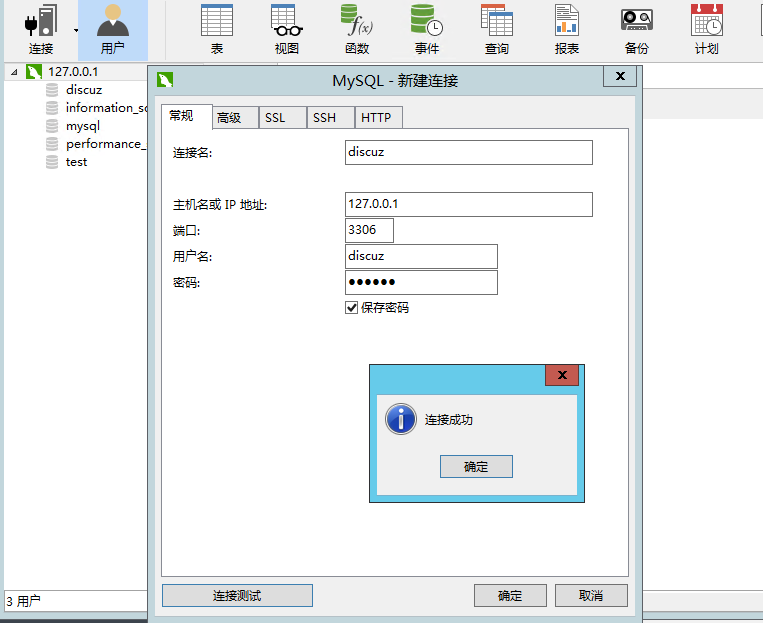 连接 用户 表 视图 函数 事件 查询 报表 备份 计划
127.0.0.1
discuz
information_sc
mysql
performance_
test
MySQL - 新建连接
常规 高级 SSL SSH HTTP
连接名: discuz
主机名或 IP 地址: 127.0.0.1
端口: 3306
用户名: discuz
密码: ●●●●●●
保存密码
连接成功
确定
连接测试 确定 取消
3 用户